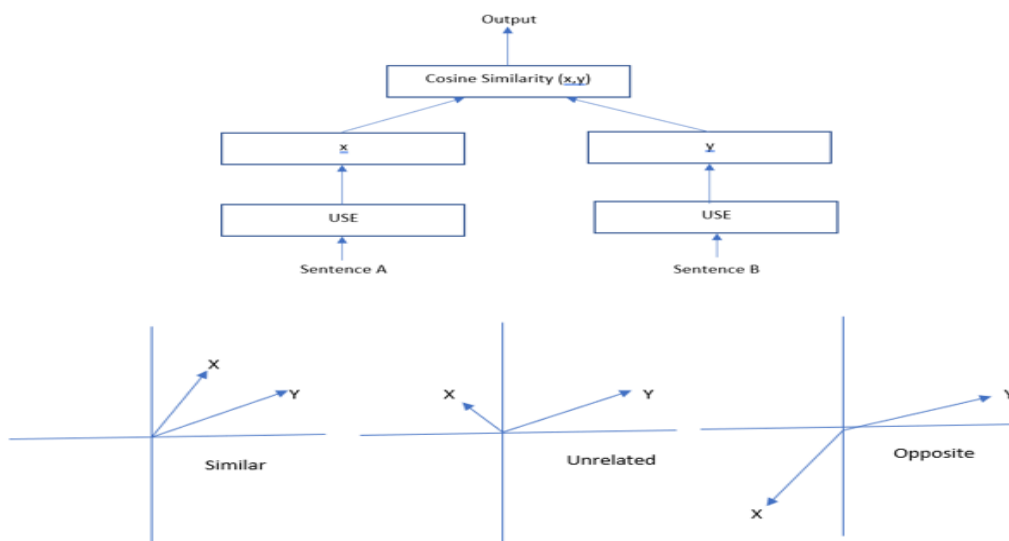 Output
Cosine Similarity (x,y)
x
y
USE
USE
Sentence A
Sentence B
X
Y
Similar
X
Y
Unrelated
Y
X
Opposite